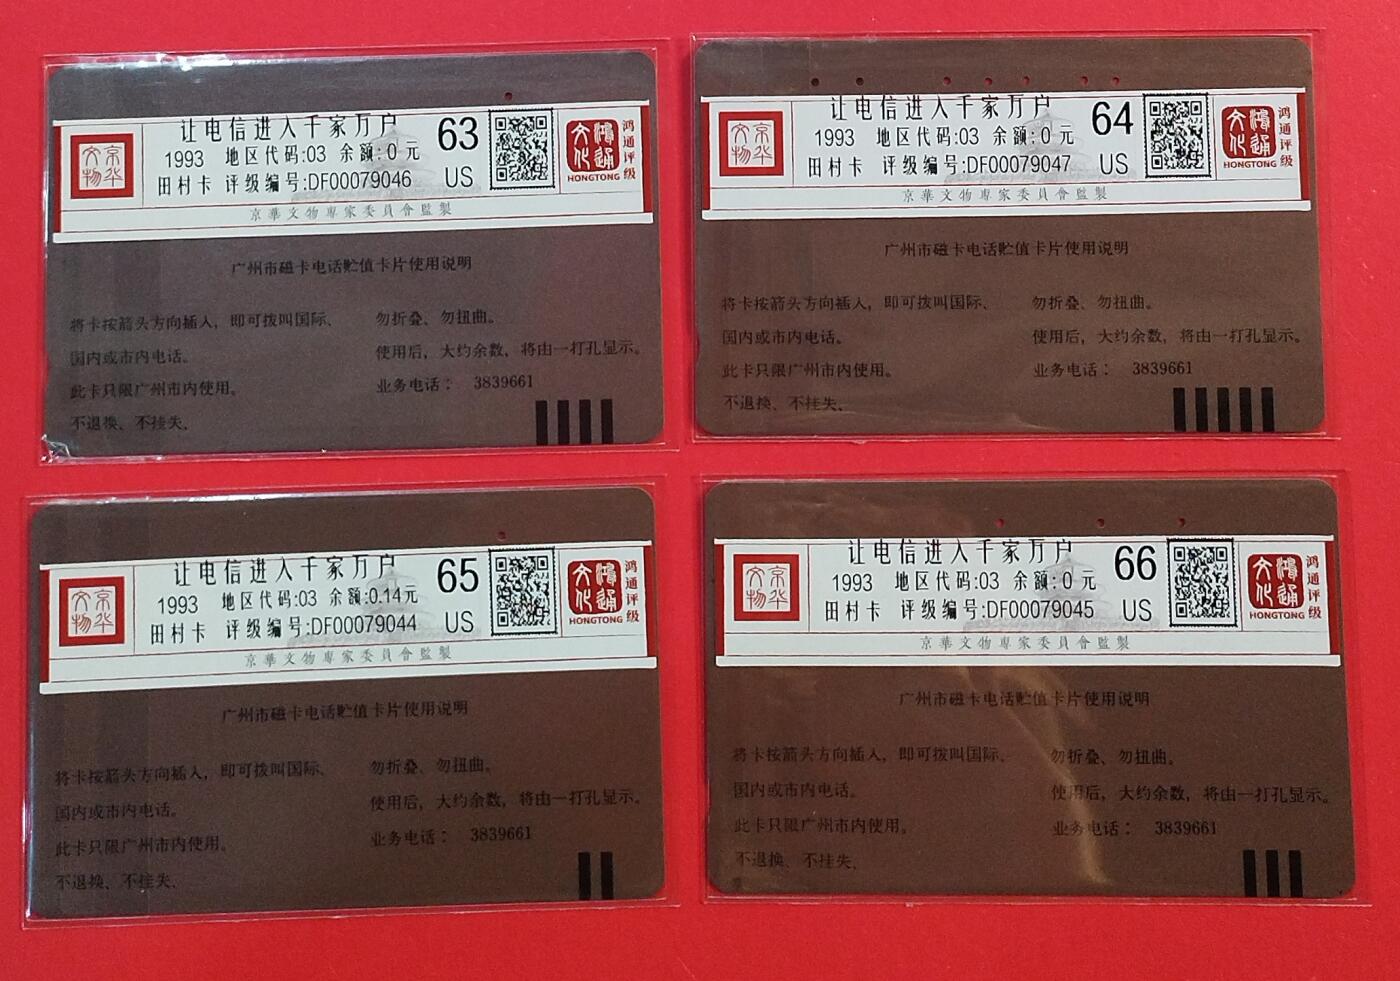 京华
文物
让电信进入千家万户
63
1993 地区代码:03 余额:0元
田村卡 评级编号:DF00079046
US
鸿通
文化
HONGTONG
鸿通评级
京華文物專家委員會監製
广州市磁卡电话贮值卡片使用说明
将卡按箭头方向插入，即可拨叫国际、
国内或市内电话。
此卡只限广州市内使用。
不退换、不挂失、
勿折叠、勿扭曲。
使用后，大约余数，将由一打孔显示。
业务电话： 3839661
京华
文物
让电信进入千家万户
64
1993 地区代码:03 余额:0元
田村卡 评级编号:DF00079047
US
鸿通
文化
HONGTONG
鸿通评级
京華文物專家委員會監製
广州市磁卡电话贮值卡片使用说明
将卡按箭头方向插入，即可拨叫国际、
国内或市内电话。
此卡只限广州市内使用。
不退换、不挂失、
勿折叠、勿扭曲。
使用后，大约余数，将由一打孔显示。
业务电话： 3839661
京华
文物
让电信进入千家万户
65
1993 地区代码:03 余额:0.14元
田村卡 评级编号:DF00079044
US
鸿通
文化
HONGTONG
鸿通评级
京華文物專家委員會監製
广州市磁卡电话贮值卡片使用说明
将卡按箭头方向插入，即可拨叫国际、
国内或市内电话。
此卡只限广州市内使用。
不退换、不挂失、
勿折叠、勿扭曲。
使用后，大约余数，将由一打孔显示。
业务电话： 3839661
京华
文物
让电信进入千家万户
66
1993 地区代码:03 余额:0元
田村卡 评级编号:DF00079045
US
鸿通
文化
HONGTONG
鸿通评级
京華文物專家委員會監製
广州市磁卡电话贮值卡片使用说明
将卡按箭头方向插入，即可拨叫国际、
国内或市内电话。
此卡只限广州市内使用。
不退换、不挂失、
勿折叠、勿扭曲。
使用后，大约余数，将由一打孔显示。
业务电话： 3839661